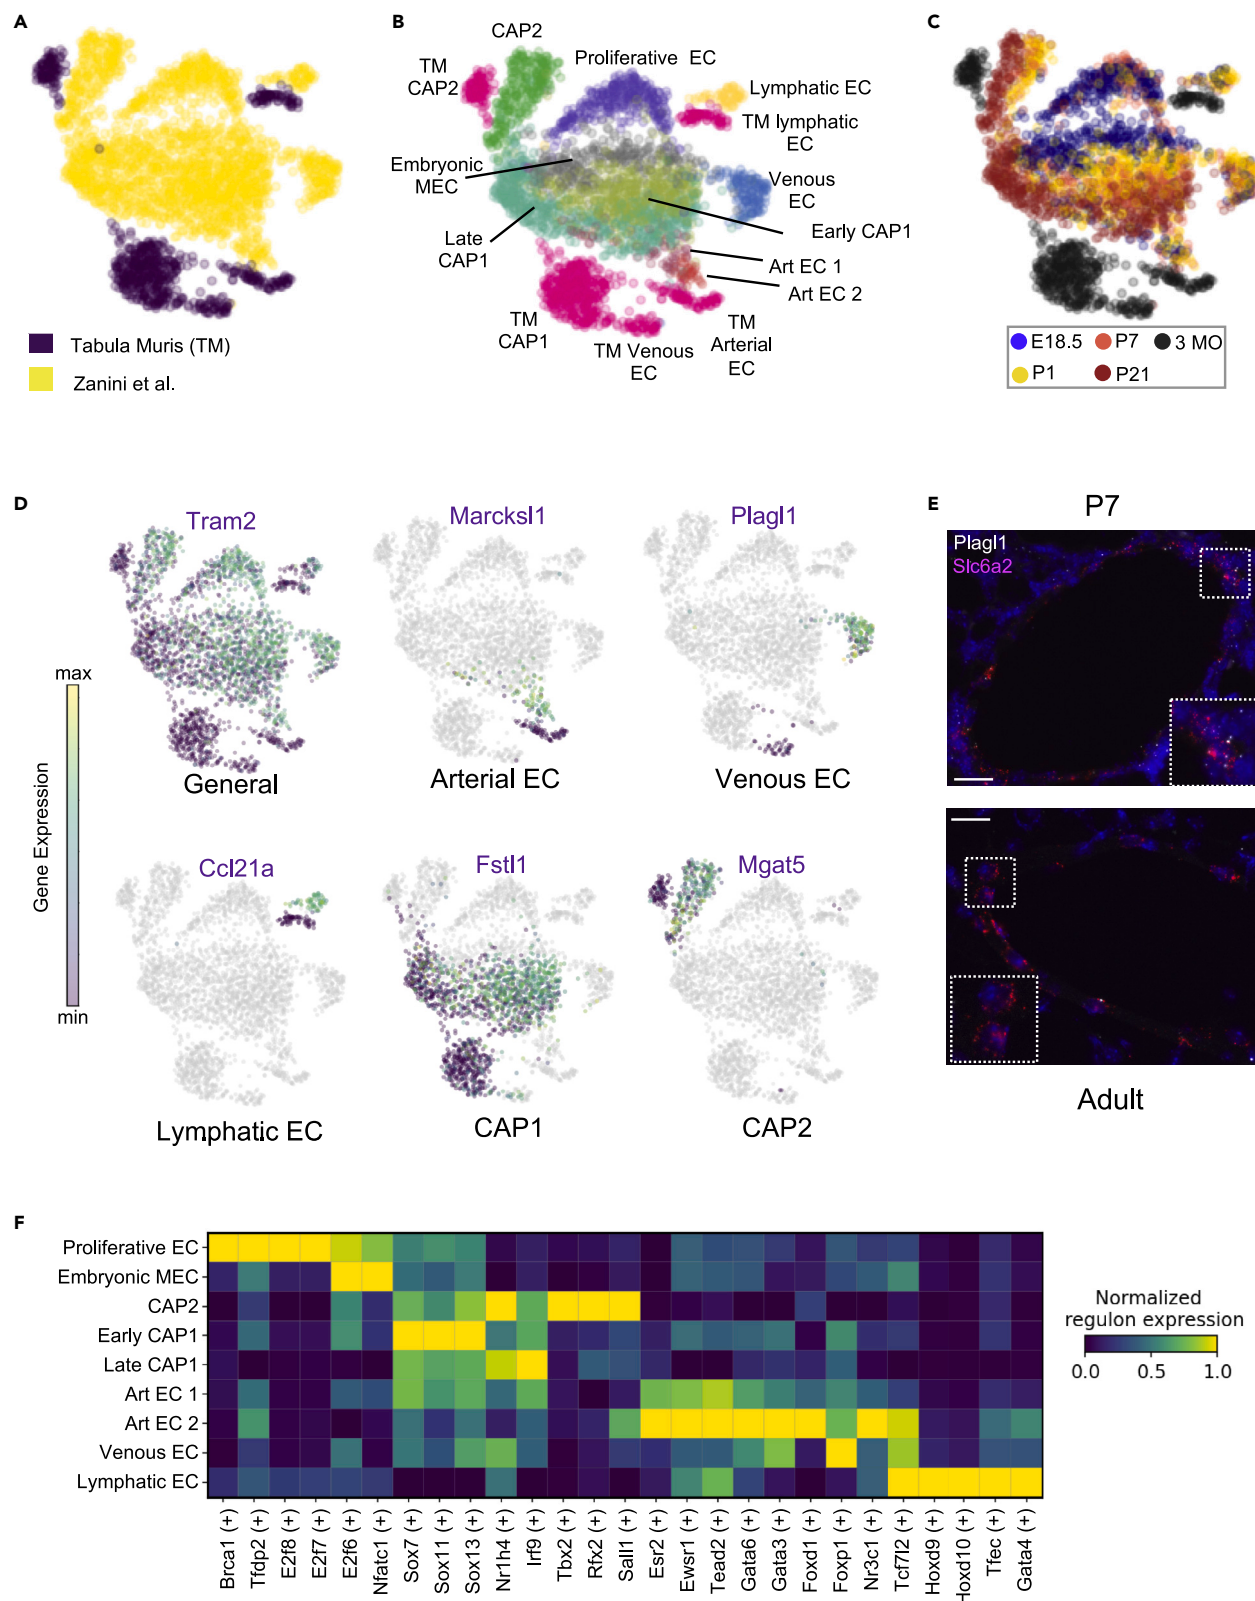 A
Tabula Muris (TM)
Zanini et al.
B
CAP2
Proliferative EC
TM
CAP2
Lymphatic EC
TM lymphatic
EC
Embryonic
MEC
Venous
EC
Late
CAP1
Early CAP1
Art EC 1
Art EC 2
TM
CAP1
TM Venous
EC
TM
Arterial
EC
C
E18.5
P7
3 MO
P1
P21
D
Tram2
Marcksl1
Plagl1
max
Gene Expression
min
General
Arterial EC
Venous EC
Ccl21a
Fstl1
Mgat5
Lymphatic EC
CAP1
CAP2
E
P7
Plagl1
Slc6a2
Adult
F
Proliferative EC
Embryonic MEC
CAP2
Early CAP1
Late CAP1
Art EC 1
Art EC 2
Venous EC
Lymphatic EC
Brca1 (+)
Tfdp2 (+)
E2f8 (+)
E2f7 (+)
E2f6 (+)
Nfatc1 (+)
Sox7 (+)
Sox11 (+)
Sox13 (+)
Nr1h4 (+)
Irf9 (+)
Tbx2 (+)
Rfx2 (+)
Sall1 (+)
Esr2 (+)
Ewsr1 (+)
Tead2 (+)
Gata6 (+)
Gata3 (+)
Foxd1 (+)
Foxp1 (+)
Nr3c1 (+)
Tcf7l2 (+)
Hoxd9 (+)
Hoxd10 (+)
Tfec (+)
Gata4 (+)
Normalized
regulon expression
0.0 0.5 1.0